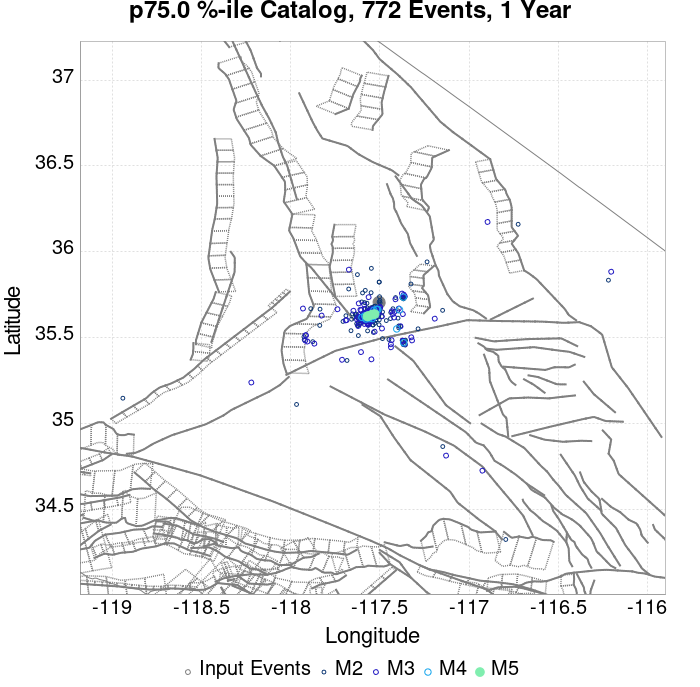 p75.0 %-ile Catalog, 772 Events, 1 Year
37
36.5
36
35.5
35
34.5
Latitude
-119 -118.5 -118 -117.5 -117 -116.5 -116
Longitude
Input Events M2 M3 M4 M5